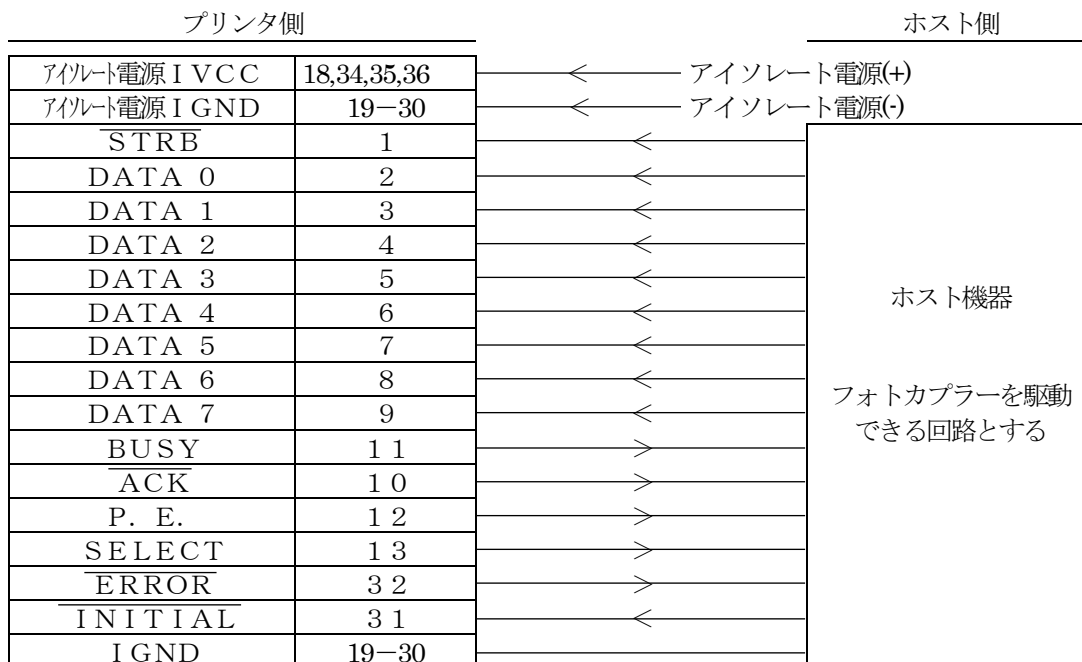 プリンタ側 ホスト側
アイソレート電源IVCC 18,34,35,36 アイソレート電源(+)
アイソレート電源IGND 19－30 アイソレート電源(-)
STRB 1
DATA 0 2
DATA 1 3
DATA 2 4
DATA 3 5
DATA 4 6
ホスト機器
DATA 5 7
DATA 6 8
フォトカプラーを駆動
DATA 7 9
できる回路とする
BUSY 11
ACK 10
P. E. 12
SELECT 13
ERROR 32
INITIAL 31
IGND 19－30